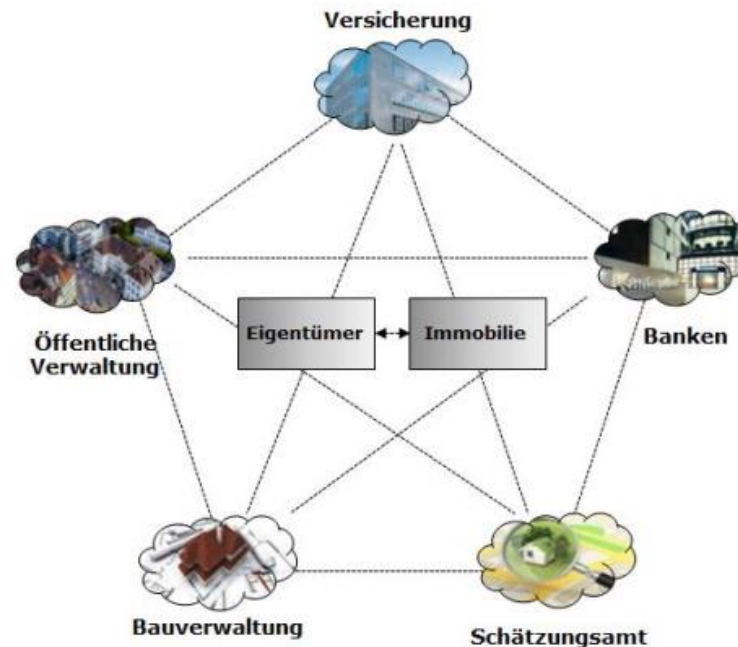 Versicherung
Öffentliche
Verwaltung
Eigentümer
Immobilie
Banken
Bauverwaltung
Schätzungsamt